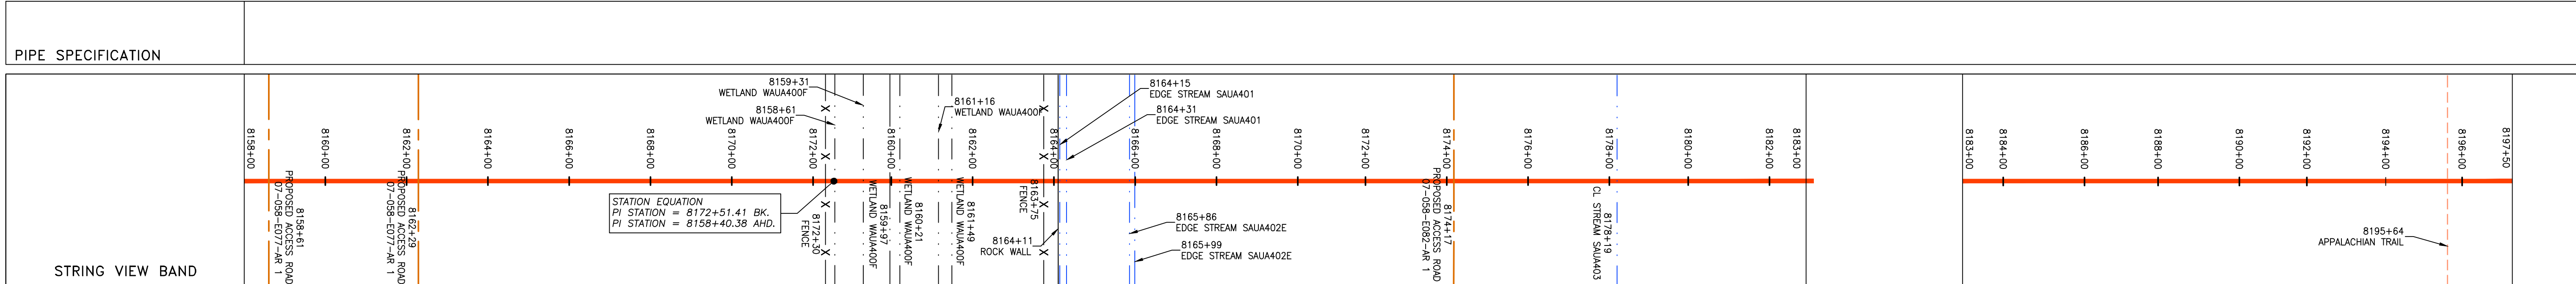 PIPE SPECIFICATION
STRING VIEW BAND
8158+00
8158+61
PROPOSED ACCESS ROAD
07-058-E077-AR 1
8160+00
8162+00
8162+29
PROPOSED ACCESS ROAD
07-058-E077-AR 1
8164+00
8166+00
8168+00
8170+00
8172+00
STATION EQUATION
PI STATION = 8172+51.41 BK.
PI STATION = 8158+40.38 AHD.
8159+31
WETLAND WAUA400F
8158+61
WETLAND WAUA400F
8172+30
FENCE
8160+00
8159+97
WETLAND WAUA400F
8160+21
WETLAND WAUA400F
8161+16
WETLAND WAUA400F
8162+00
8161+49
WETLAND WAUA400F
8163+75
FENCE
8164+11
ROCK WALL
8164+00
8164+15
EDGE STREAM SAUA401
8164+31
EDGE STREAM SAUA401
8166+00
8165+86
EDGE STREAM SAUA402E
8165+99
EDGE STREAM SAUA402E
8168+00
8170+00
8172+00
8174+00
8174+17
PROPOSED ACCESS ROAD
07-058-E082-AR 1
8176+00
8178+00
8178+19
CL STREAM SAUA403
8180+00
8182+00
8183+00
8183+00
8184+00
8186+00
8188+00
8190+00
8192+00
8194+00
8196+00
8197+50
8195+64
APPALACHIAN TRAIL